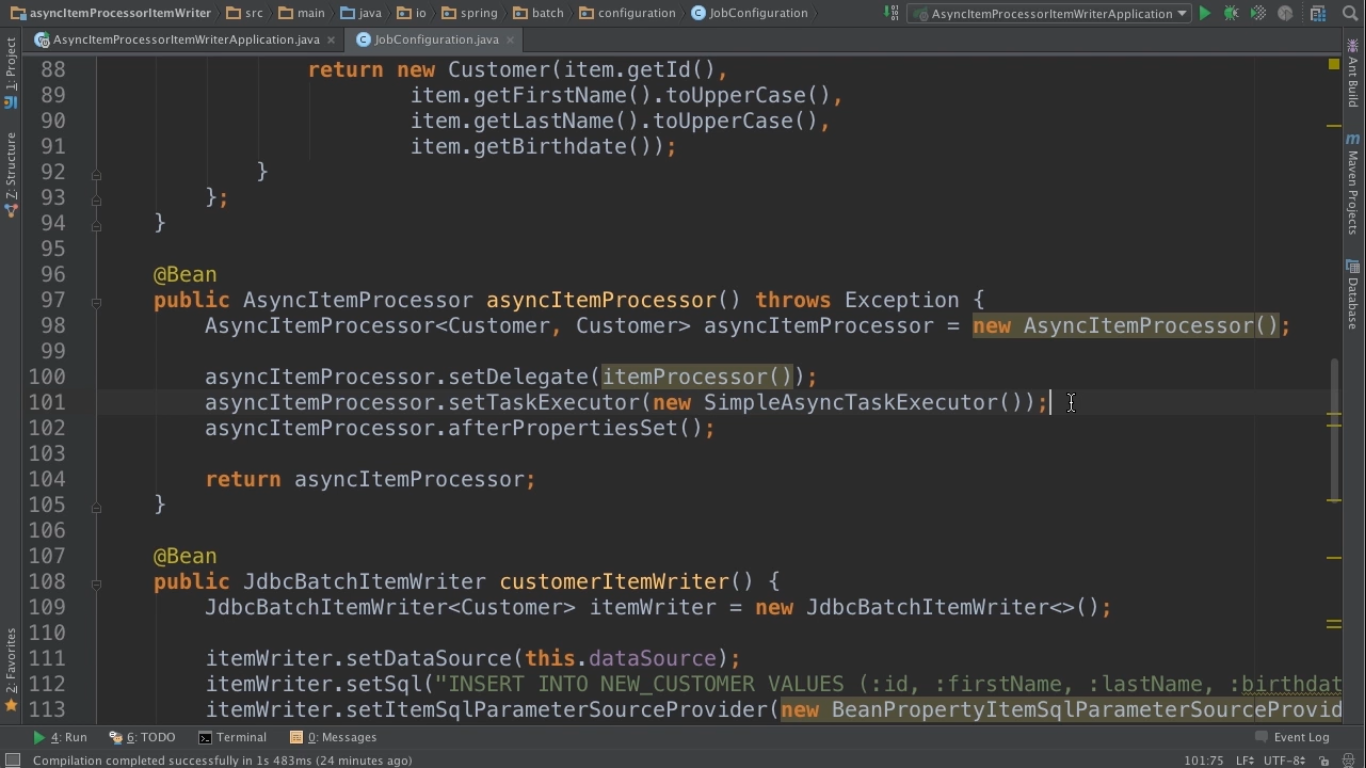 asyncItemProcessorItemWriter src main java io spring batch configuration JobConfiguration AsyncItemProcessorItemWriterApplication
AsyncItemProcessorItemWriterApplication.java × JobConfiguration.java ×
1: Project
Z: Structure
2: Favorites
88 return new Customer(item.getId(),
89 item.getFirstName().toUpperCase(),
90 item.getLastName().toUpperCase(),
91 item.getBirthdate());
92 }
93 };
94 }
95
96 @Bean
97 public AsyncItemProcessor asyncItemProcessor() throws Exception {
98 AsyncItemProcessor<Customer, Customer> asyncItemProcessor = new AsyncItemProcessor();
99
100 asyncItemProcessor.setDelegate(itemProcessor());
101 asyncItemProcessor.setTaskExecutor(new SimpleAsyncTaskExecutor());
102 asyncItemProcessor.afterPropertiesSet();
103
104 return asyncItemProcessor;
105 }
106
107 @Bean
108 public JdbcBatchItemWriter customerItemWriter() {
109 JdbcBatchItemWriter<Customer> itemWriter = new JdbcBatchItemWriter<>();
110
111 itemWriter.setDataSource(this.dataSource);
112 itemWriter.setSql("INSERT INTO NEW_CUSTOMER VALUES (:id, :firstName, :lastName, :birthdat
113 itemWriter.setItemSqlParameterSourceProvider(new BeanPropertyItemSqlParameterSourceProvid
Ant Build
Maven Projects
Database
4: Run 6: TODO Terminal 0: Messages Event Log
Compilation completed successfully in 1s 483ms (24 minutes ago) 101:75 LF÷ UTF-8÷